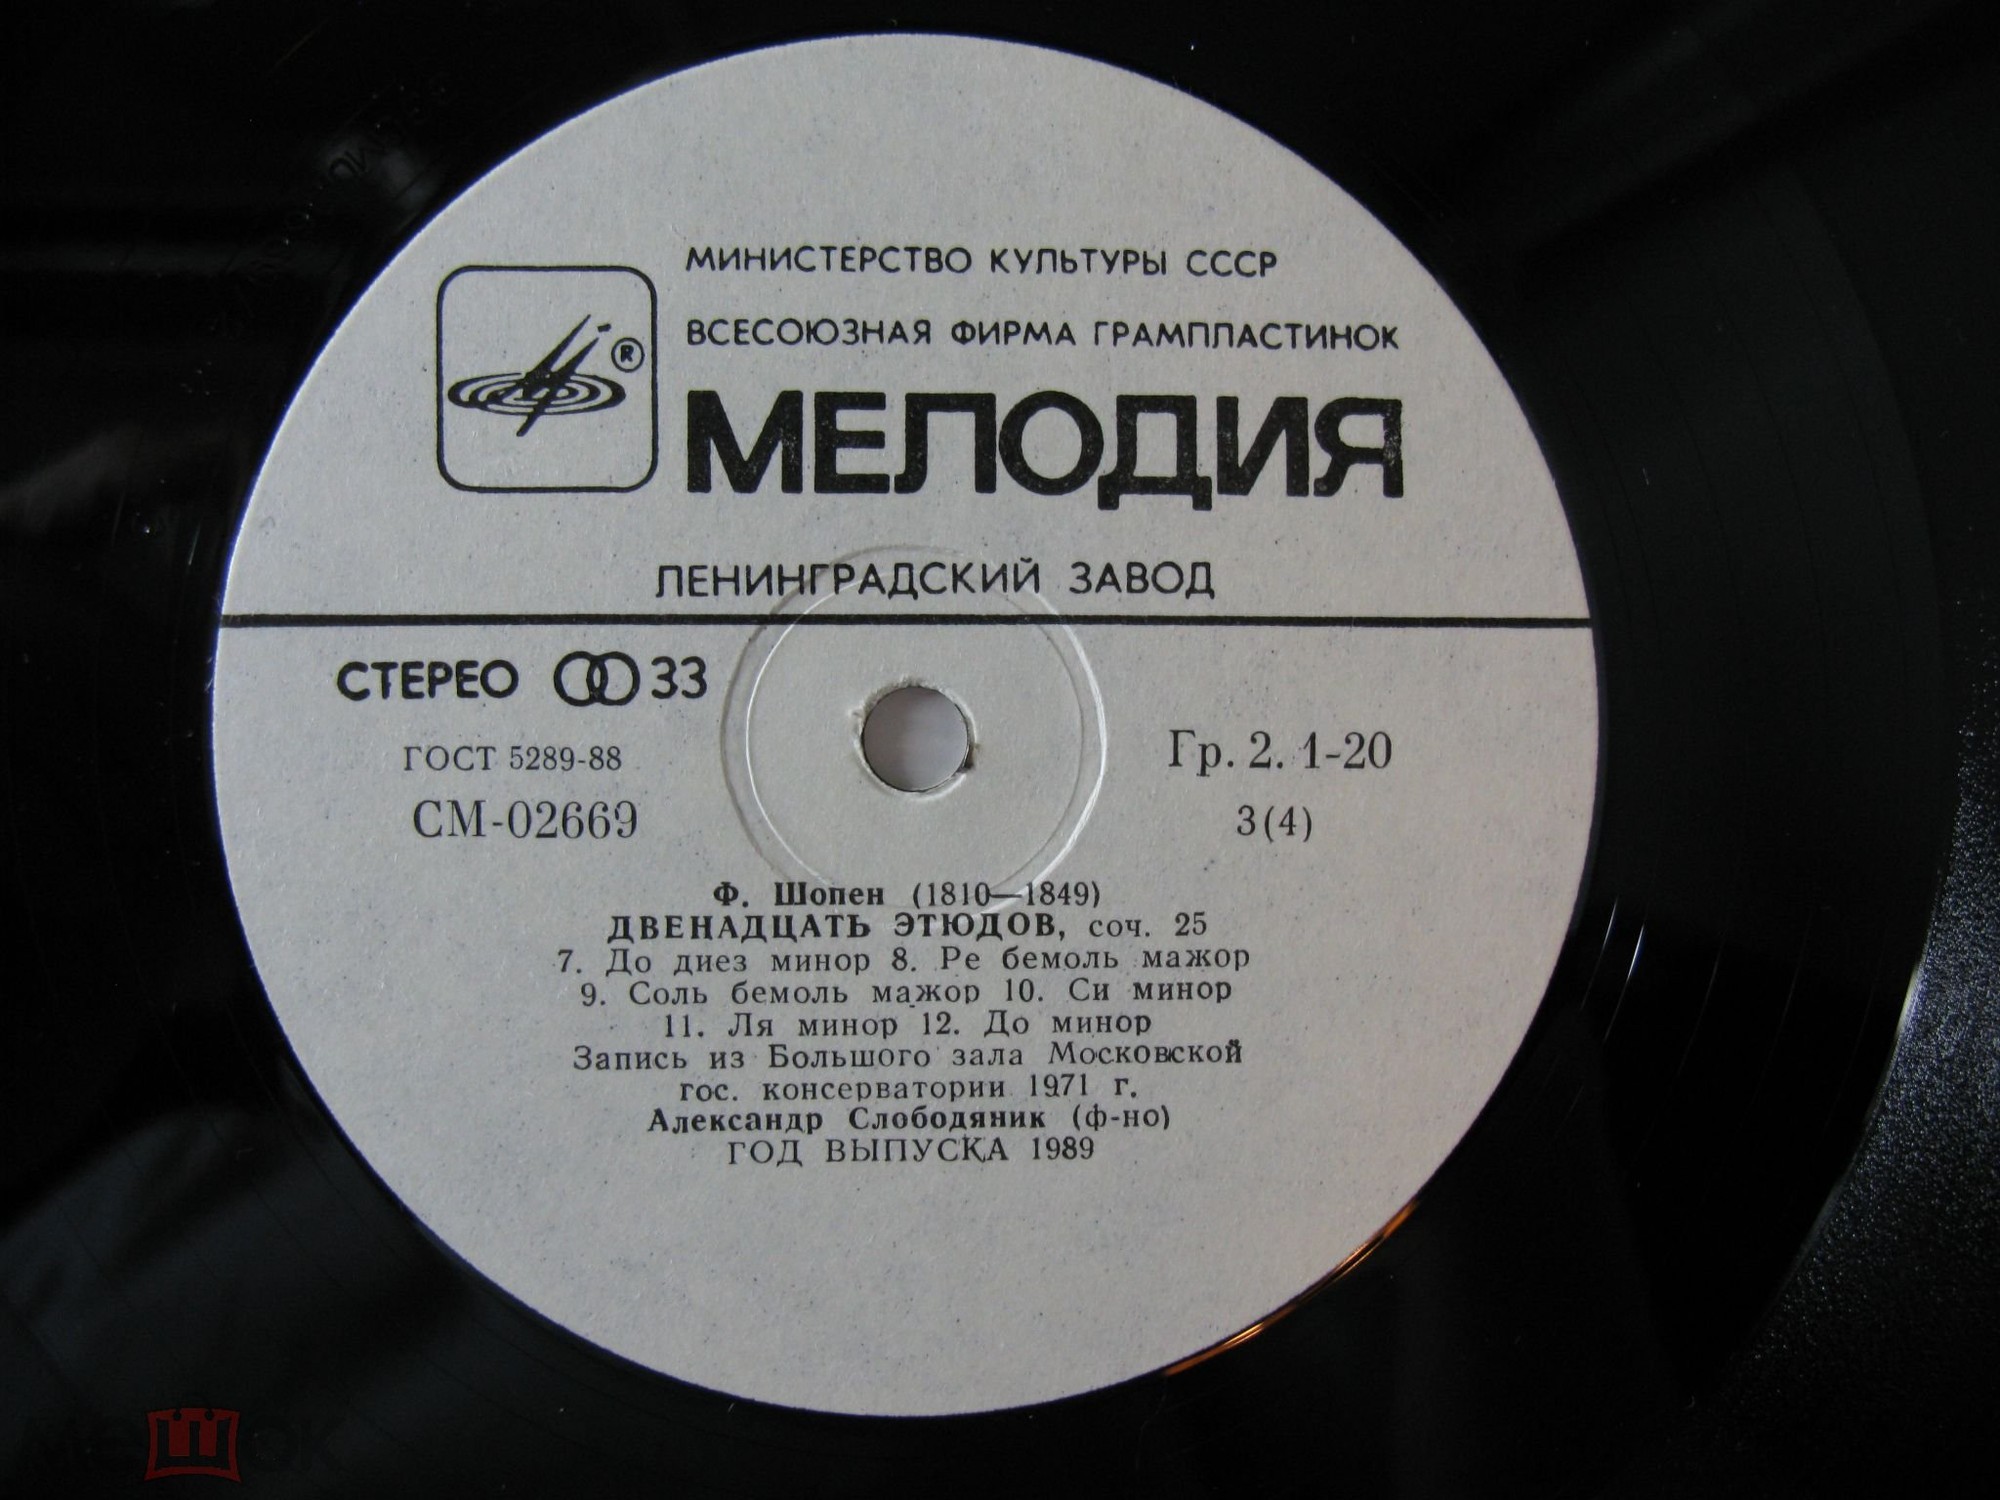 МИНИСТЕРСТВО КУЛЬТУРЫ СССР
ВСЕСОЮЗНАЯ ФИРМА ГРАМПЛАСТИНОК
®
МЕЛОДИЯ
ЛЕНИНГРАДСКИЙ ЗАВОД
СТЕРЕО 33
ГОСТ 5289-88
Гр. 2. 1-20
СМ-02669
3(4)
Ф. Шопен (1810—1849)
ДВЕНАДЦАТЬ ЭТЮДОВ, соч. 25
7. До диез минор 8. Ре бемоль мажор
9. Соль бемоль мажор 10. Си минор
11. Ля минор 12. До минор
Запись из Большого зала Московской
гос. консерватории 1971 г.
Александр Слободяник (ф-но)
ГОД ВЫПУСКА 1989
мешок